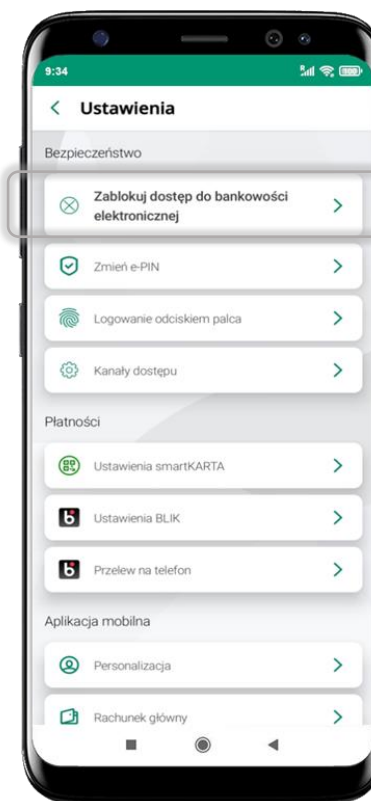 9:34
Ustawienia
Bezpieczeństwo
Zablokuj dostęp do bankowości
elektronicznej
Zmień e-PIN
Logowanie odciskiem palca
Kanały dostępu
Płatności
Ustawienia smartKARTA
Ustawienia BLIK
Przelew na telefon
Aplikacja mobilna
Personalizacja
Rachunek główny